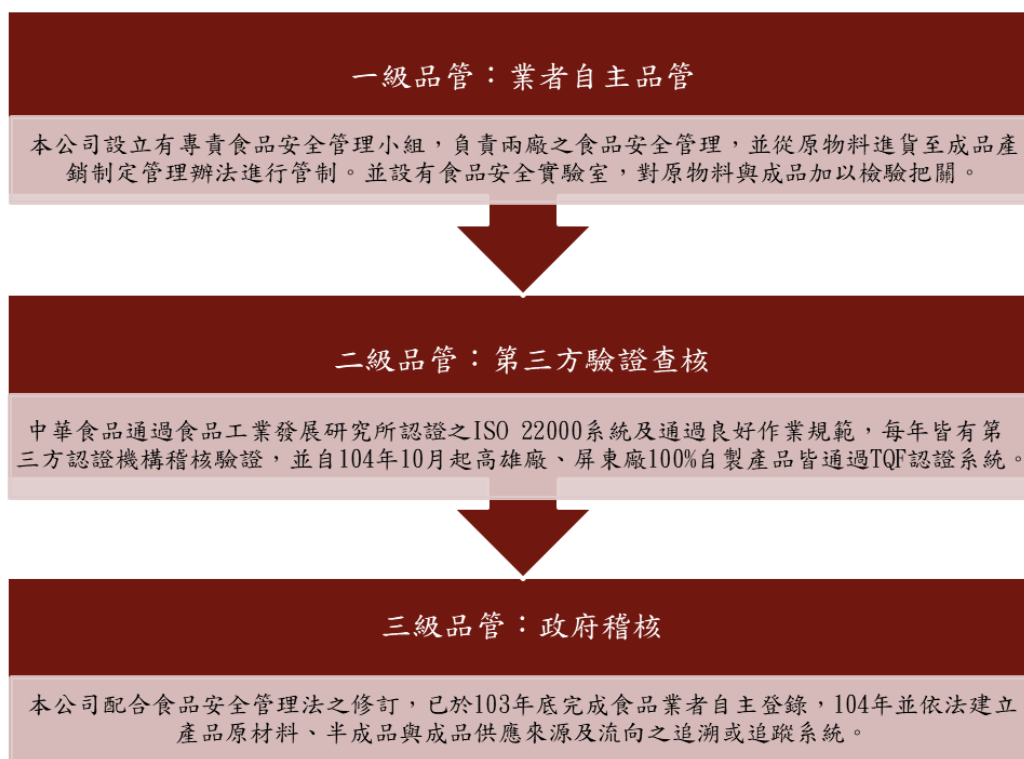 一級品管：業者自主品管
本公司設立有專責食品安全管理小組，負責兩廠之食品安全管理，並從原物料進貨至成品產
銷制定管理辦法進行管制。並設有食品安全實驗室，對原物料與成品加以檢驗把關。
二級品管：第三方驗證查核
中華食品通過食品工業發展研究所認證之ISO 22000系統及通過良好作業規範，每年皆有第
三方認證機構稽核驗證，並自104年10月起高雄廠、屏東廠100%自製產品皆通過TQF認證系統。
三級品管：政府稽核
本公司配合食品安全管理法之修訂，已於103年底完成食品業者自主登錄，104年並依法建立
產品原材料、半成品與成品供應來源及流向之追溯或追蹤系統。